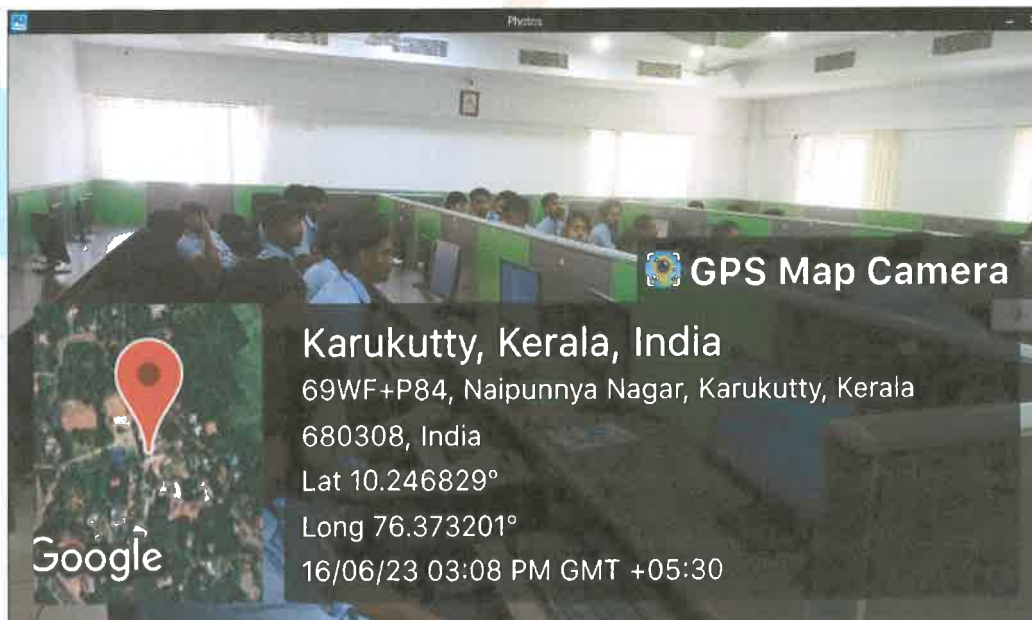 Photos
GPS Map Camera
Karukutty, Kerala, India
69WF+P84, Naipunnya Nagar, Karukutty, Kerala
680308, India
Lat 10.246829°
Long 76.373201°
16/06/23 03:08 PM GMT +05:30
Google